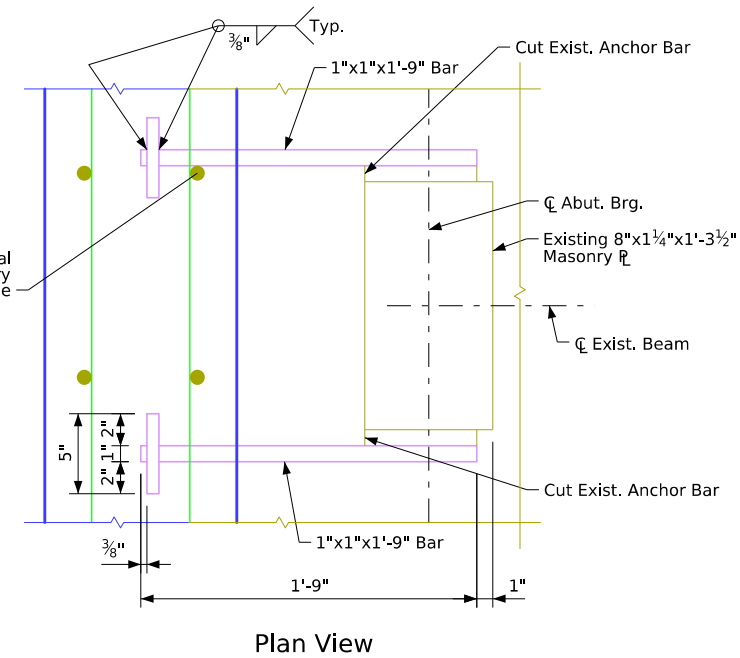 Typ.
⅜"
Cut Exist. Anchor Bar
1"x1"x1'-9" Bar
℄ Abut. Brg.
Existing 8"x1¼"x1'-3½"
Masonry P̵L
al
ry
e
℄ Exist. Beam
5"
2"
1"
2"
Cut Exist. Anchor Bar
1"x1"x1'-9" Bar
⅜"
1'-9"
1"
Plan View